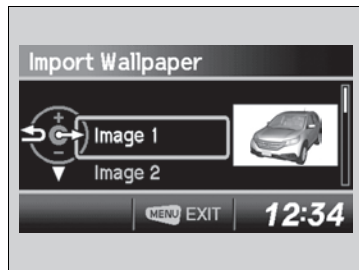 Import Wallpaper
Image 1
Image 2
MENU EXIT
12:34